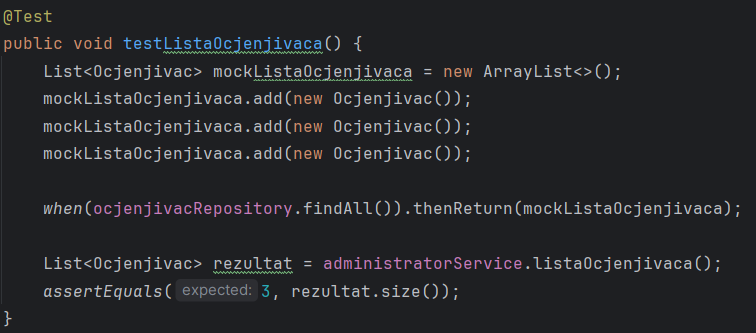 @Test
public void testListaOcjenjivaca() {
List<Ocjenjivac> mockListaOcjenjivaca = new ArrayList<>();
mockListaOcjenjivaca.add(new Ocjenjivac());
mockListaOcjenjivaca.add(new Ocjenjivac());
mockListaOcjenjivaca.add(new Ocjenjivac());
when(ocjenjivacRepository.findAll()).thenReturn(mockListaOcjenjivaca);
List<Ocjenjivac> rezultat = administratorService.listaOcjenjivaca();
assertEquals( expected: 3, rezultat.size());
}